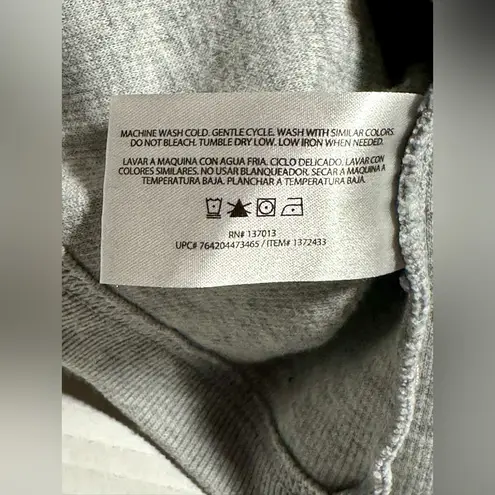 MACHINE WASH COLD. GENTLE CYCLE. WASH WITH SIMILAR COLORS.
DO NOT BLEACH. TUMBLE DRY LOW. LOW IRON WHEN NEEDED.
LAVAR A MAQUINA CON AGUA FRIA. CICLO DELICADO. LAVAR CON
COLORES SIMILARES. NO USAR BLANQUEADOR. SECAR A MAQUINA A
TEMPERATURA BAJA. PLANCHAR A TEMPERATURA BAJA.
RN# 137013
UPC# 764204473465 / ITEM# 1372433